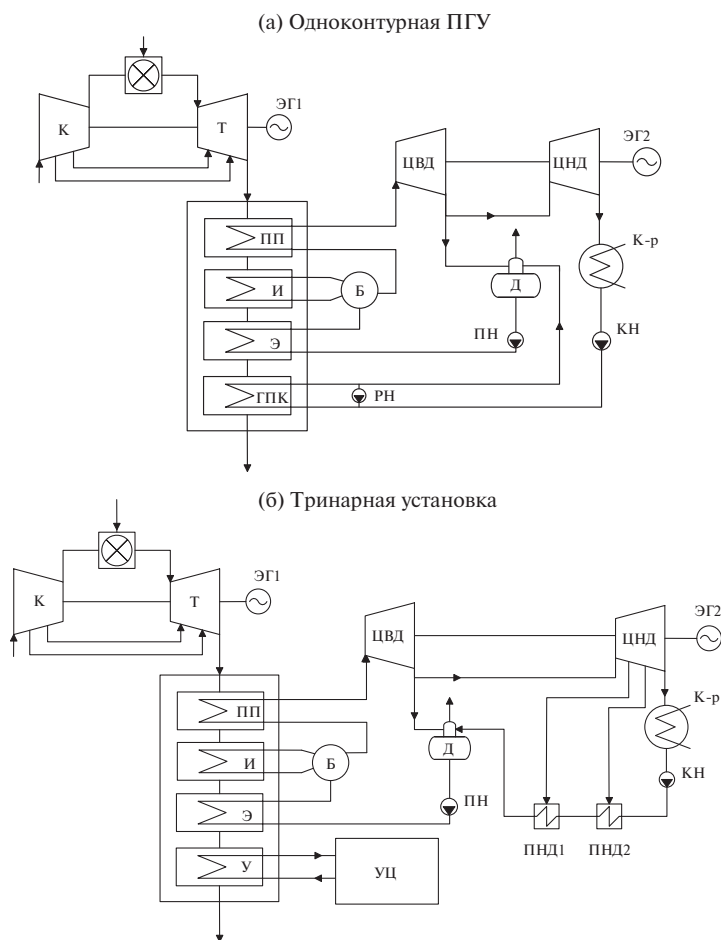 (а) Одноконтурная ПГУ
ЭГ1
К
Т
ЭГ2
ЦВД
ЦНД
К-р
ПП
И
Б
Д
Э
ПН
КН
ГПК
РН
(б) Тринарная установка
ЭГ1
К
Т
ЭГ2
ЦВД
ЦНД
К-р
ПП
Д
И
Б
КН
ПН
Э
ПНД1
ПНД2
У
УЦ